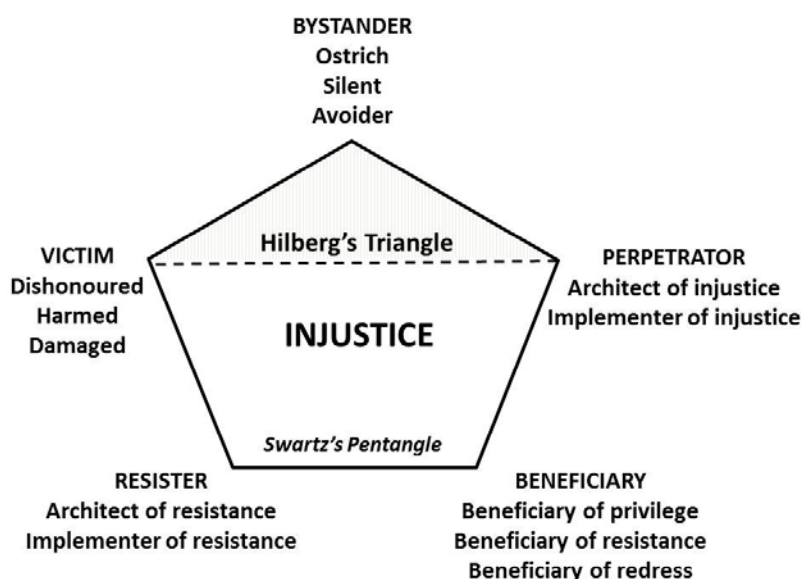 BYSTANDER
Ostrich
Silent
Avoider
Hilberg's Triangle
VICTIM
Dishonoured
Harmed
Damaged
PERPETRATOR
Architect of injustice
Implementer of injustice
INJUSTICE
Swartz's Pentangle
RESISTER
Architect of resistance
Implementer of resistance
BENEFICIARY
Beneficiary of privilege
Beneficiary of resistance
Beneficiary of redress